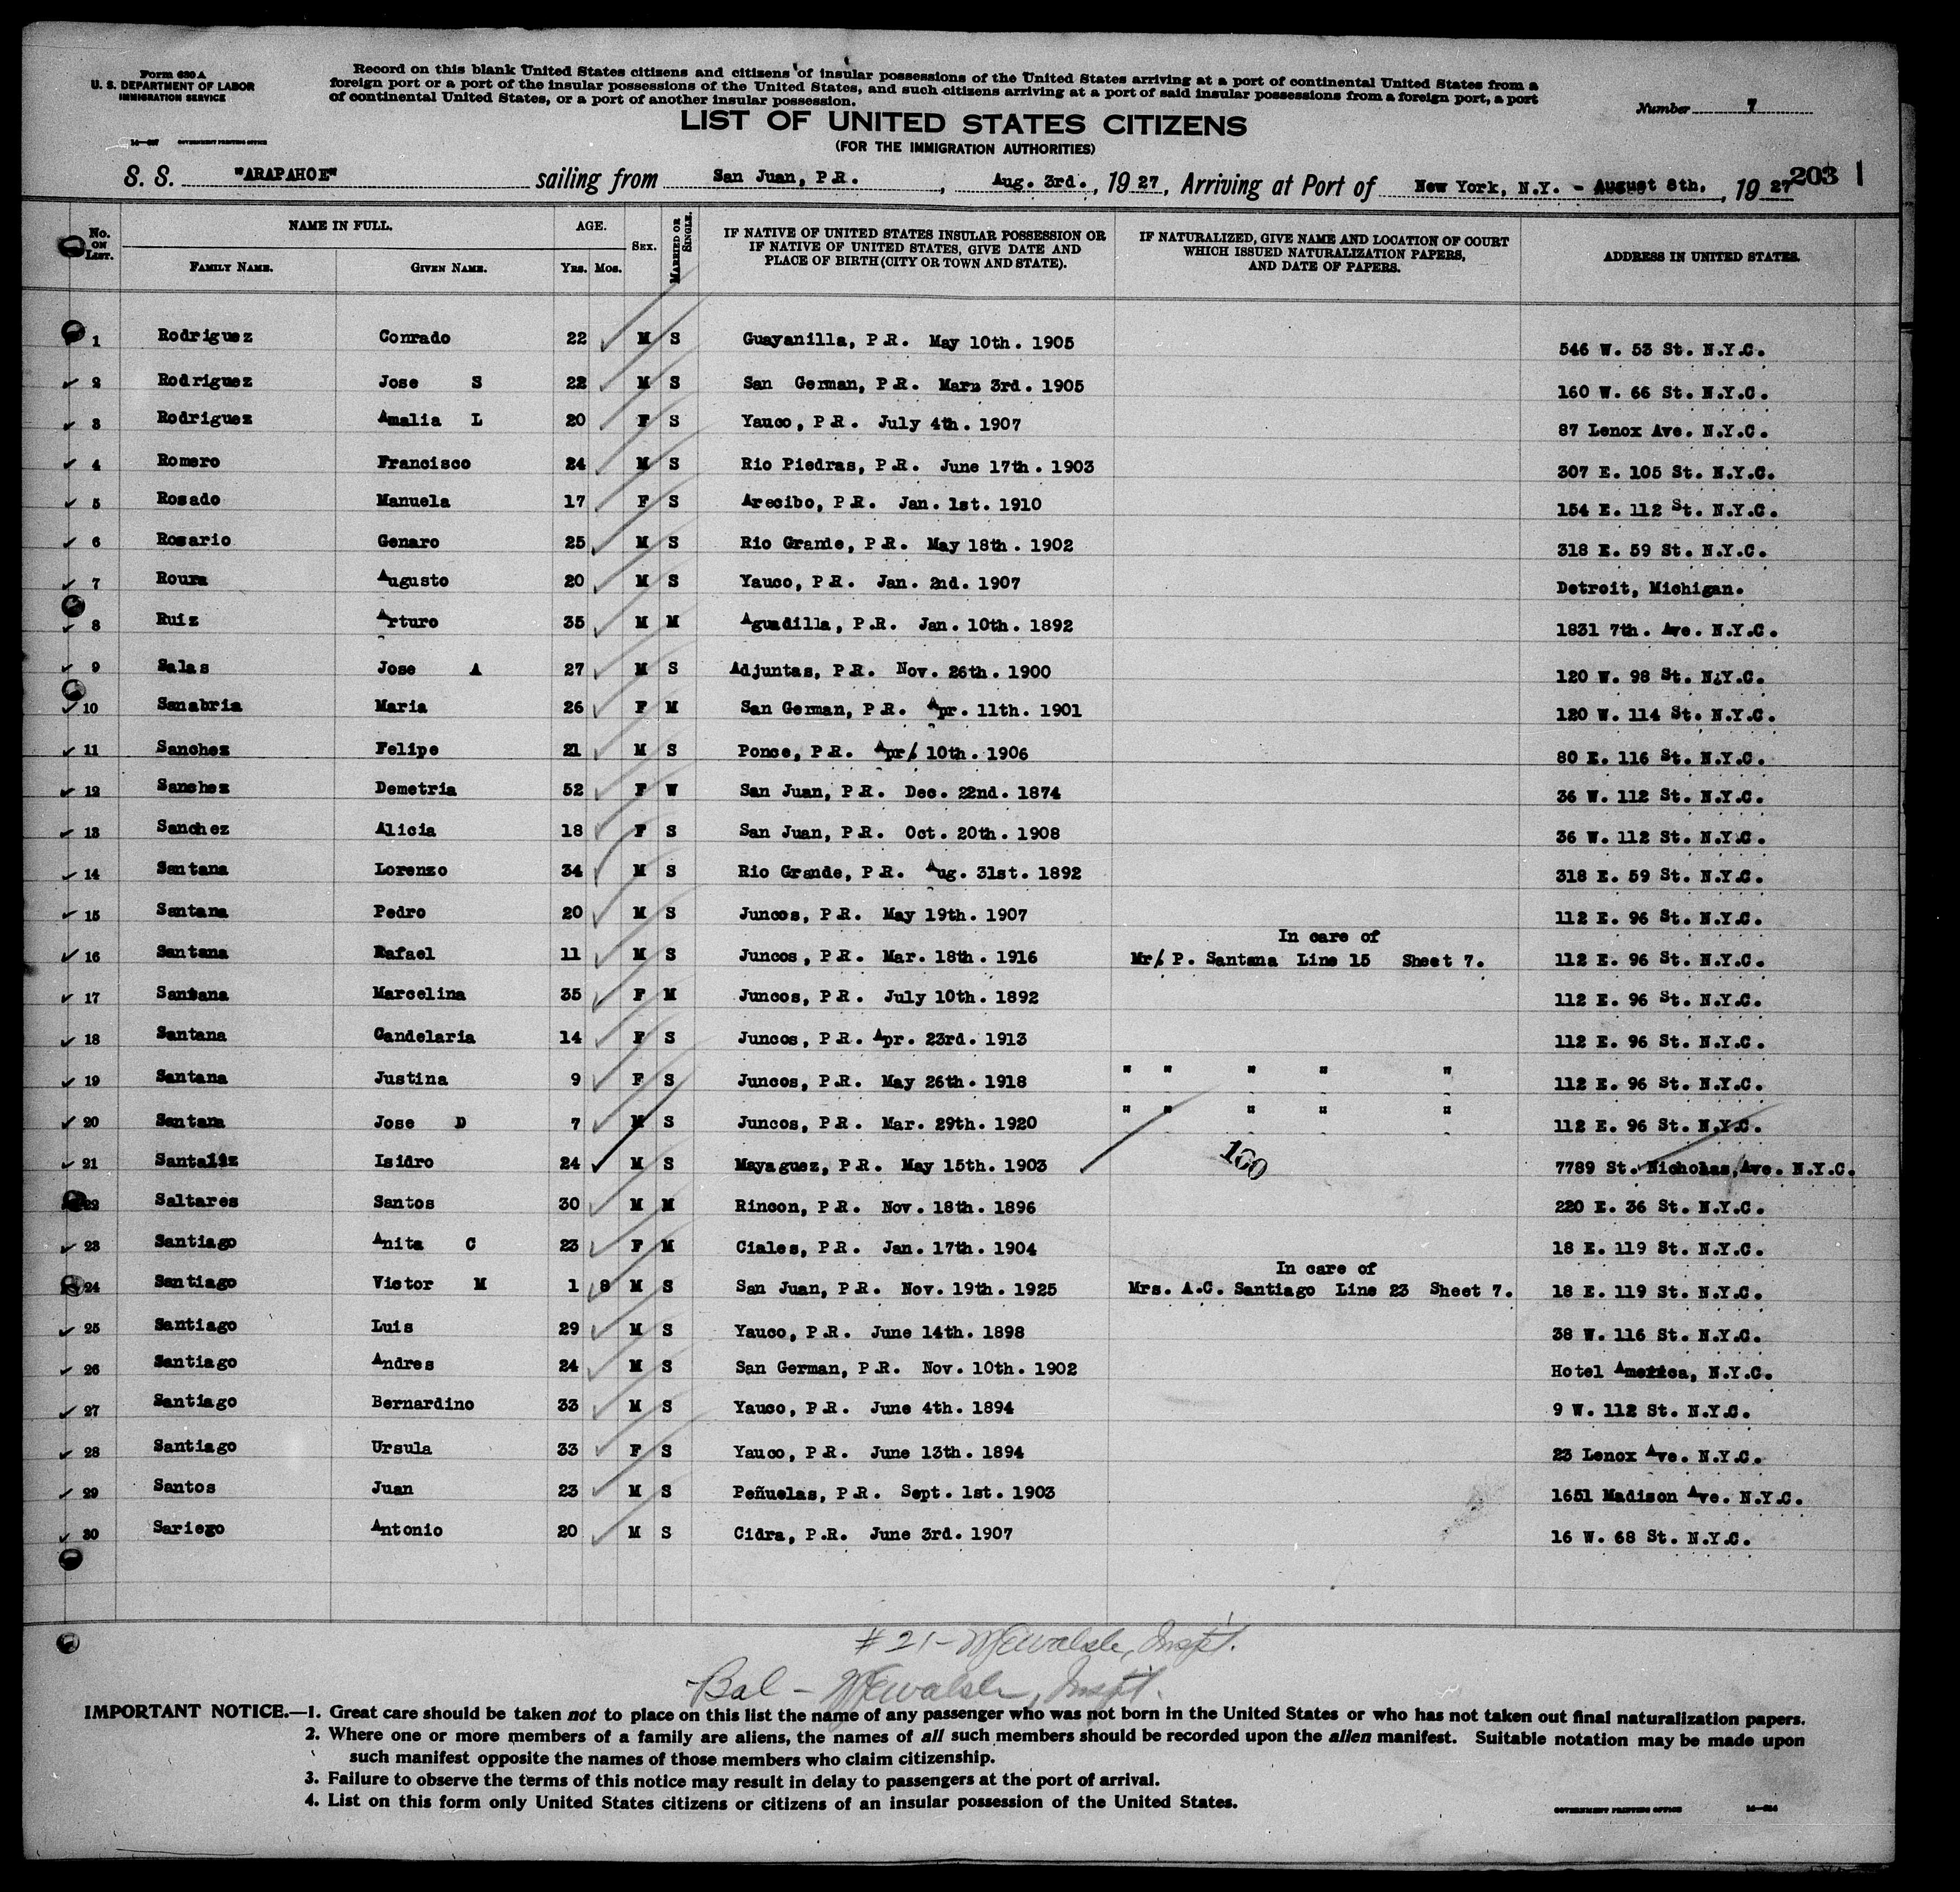 Form 630 A
U. S. DEPARTMENT OF LABOR
IMMIGRATION SERVICE
Record on this blank United States citizens and citizens of insular possessions of the United States arriving at a port of continental United States from a
foreign port or a port of the insular possessions of the United States, and such citizens arriving at a port of said insular possessions from a foreign port, a port
of continental United States, or a port of another insular possession.
Number 7
GOVERNMENT PRINTING OFFICE
LIST OF UNITED STATES CITIZENS
(FOR THE IMMIGRATION AUTHORITIES)
S. S. "ARAPAHOE" sailing from San Juan, P.R. , Aug. 3rd. , 19 27 , Arriving at Port of New York, N.Y. - August 8th. , 19 27 203
No. ON LIST. NAME IN FULL. FAMILY NAME. GIVEN NAME. AGE. Yrs. Mos. SEX. MARRIED OR SINGLE. IF NATIVE OF UNITED STATES INSULAR POSSESSION OR IF NATIVE OF UNITED STATES, GIVE DATE AND PLACE OF BIRTH (CITY OR TOWN AND STATE). IF NATURALIZED, GIVE NAME AND LOCATION OF COURT WHICH ISSUED NATURALIZATION PAPERS, AND DATE OF PAPERS. ADDRESS IN UNITED STATES.
1 Rodriguez Conrado 22 M S Guayanilla, P.R. May 10th. 1905 546 W. 53 St. N.Y.C.
2 Rodriguez Jose S 22 M S San German, P.R. Mar. 3rd. 1905 160 W. 66 St. N.Y.C.
3 Rodriguez Amalia L 20 F S Yauco, P.R. July 4th. 1907 87 Lenox Ave. N.Y.C.
4 Romero Francisco 24 M S Rio Piedras, P.R. June 17th. 1903 307 E. 105 St. N.Y.C.
5 Rosado Manuela 17 F S Arecibo, P.R. Jan. 1st. 1910 154 E. 112 St. N.Y.C.
6 Rosario Genaro 25 M S Rio Grande, P.R. May 18th. 1902 318 E. 59 St. N.Y.C.
7 Roura Augusto 20 M S Yauco, P.R. Jan. 2nd. 1907 Detroit, Michigan.
8 Ruiz Arturo 35 M M Aguadilla, P.R. Jan. 10th. 1892 1831 7th. Ave. N.Y.C.
9 Salas Jose A 27 M S Adjuntas, P.R. Nov. 26th. 1900 120 W. 98 St. N.Y.C.
10 Sanabria Maria 26 F M San German, P.R. Apr. 11th. 1901 120 W. 114 St. N.Y.C.
11 Sanchez Felipe 21 M S Ponce, P.R. Apr/ 10th. 1906 80 E. 116 St. N.Y.C.
12 Sanchez Demetria 52 F W San Juan, P.R. Dec. 22nd. 1874 36 W. 112 St. N.Y.C.
13 Sanchez Alicia 18 F S San Juan, P.R. Oct. 20th. 1908 36 W. 112 St. N.Y.C.
14 Santana Lorenzo 34 M S Rio Grande, P.R. Aug. 31st. 1892 318 E. 59 St. N.Y.C.
15 Santana Pedro 20 M S Juncos, P.R. May 19th. 1907 112 E. 96 St. N.Y.C.
In care of
16 Santana Rafael 11 M S Juncos, P.R. Mar. 18th. 1916 Mr/. P. Santana Line 15 Sheet 7. 112 E. 96 St. N.Y.C.
17 Santana Marcelina 35 F M Juncos, P.R. July 10th. 1892 112 E. 96 St. N.Y.C.
18 Santana Candelaria 14 F S Juncos, P.R. Apr. 23rd. 1913 112 E. 96 St. N.Y.C.
19 Santana Justina 9 F S Juncos, P.R. May 26th. 1918 " " " " " 112 E. 96 St. N.Y.C.
20 Santana Jose D 7 M S Juncos, P.R. Mar. 29th. 1920 " " " " " 112 E. 96 St. N.Y.C.
21 Isidro 24 M S Mayaguez, P.R. May 15th. 1903 100 7789 St. Nicholas, Ave. N.Y.C.
22 Saltares Santos 30 M M Rincon, P.R. Nov. 18th. 1896 220 E. 36 St. N.Y.C.
23 Santiago Anita C 23 F M Ciales, P.R. Jan. 17th. 1904 18 E. 119 St. N.Y.C.
In care of
24 Santiago Victor M 1 8 M S San Juan, P.R. Nov. 19th. 1925 Mrs. A.C. Santiago Line 23 Sheet 7. 18 E. 119 St. N.Y.C.
25 Santiago Luis 29 M S Yauco, P.R. June 14th. 1898 38 W. 116 St. N.Y.C.
26 Santiago Andres 24 M S San German, P.R. Nov. 10th. 1902 Hotel America, N.Y.C.
27 Santiago Bernardino 33 M S Yauco, P.R. June 4th. 1894 9 W. 112 St. N.Y.C.
28 Santiago Ursula 33 F S Yauco, P.R. June 13th. 1894 23 Lenox Ave. N.Y.C.
29 Santos Juan 23 M S Peñuelas, P.R. Sept. 1st. 1903 1651 Madison Ave. N.Y.C.
30 Sariego Antonio 20 M S Cidra, P.R. June 3rd. 1907 16 W. 68 St. N.Y.C.
# 21 - Inspt.
Bal - Inspt.
IMPORTANT NOTICE.—1. Great care should be taken not to place on this list the name of any passenger who was not born in the United States or who has not taken out final naturalization papers.
2. Where one or more members of a family are aliens, the names of all such members should be recorded upon the alien manifest. Suitable notation may be made upon
such manifest opposite the names of those members who claim citizenship.
3. Failure to observe the terms of this notice may result in delay to passengers at the port of arrival.
4. List on this form only United States citizens or citizens of an insular possession of the United States.
GOVERNMENT PRINTING OFFICE